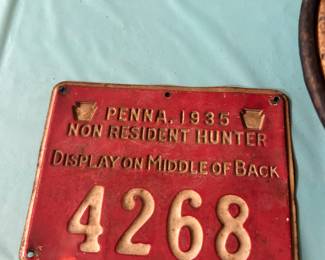 PENNA. 1935
NON RESIDENT HUNTER
DISPLAY ON MIDDLE OF BACK
4268